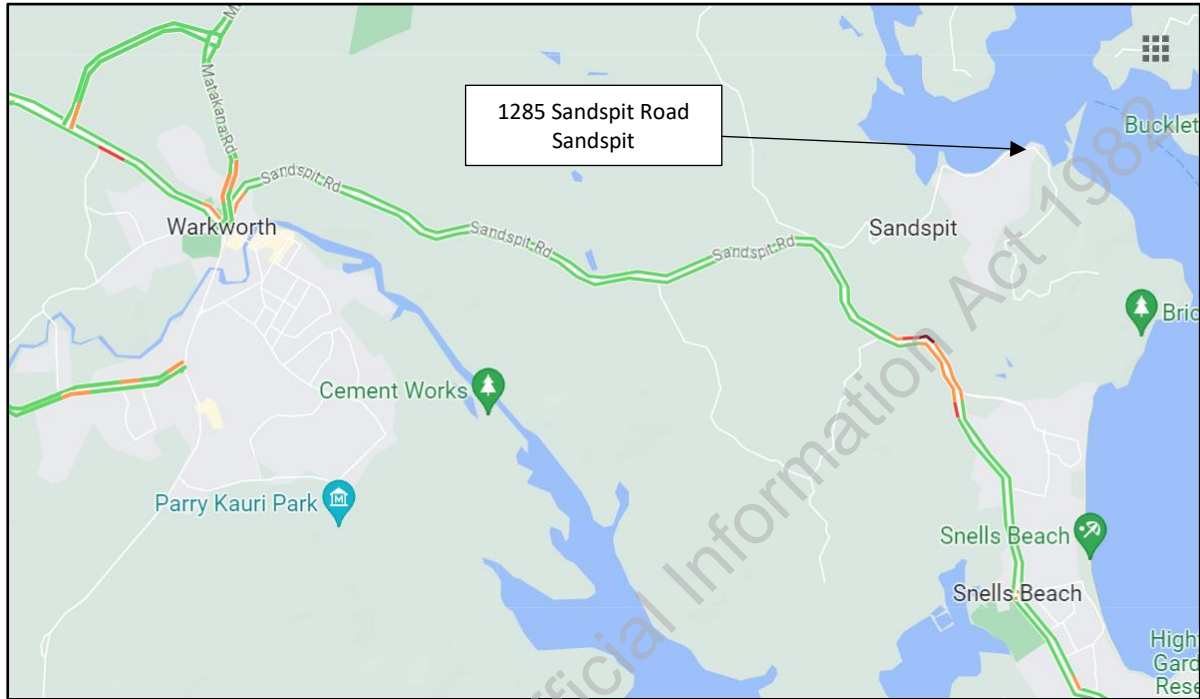 M
Matakana Rd
1285 Sandspit Road
Sandspit
Bucklet
Sandspit Rd
Warkworth
Sandspit Rd
Sandspit Rd
Sandspit
Bric
Cement Works
Parry Kauri Park
M
Snells Beach
Snells Beach
High
Gard
Rese
ficial Information Act 1982